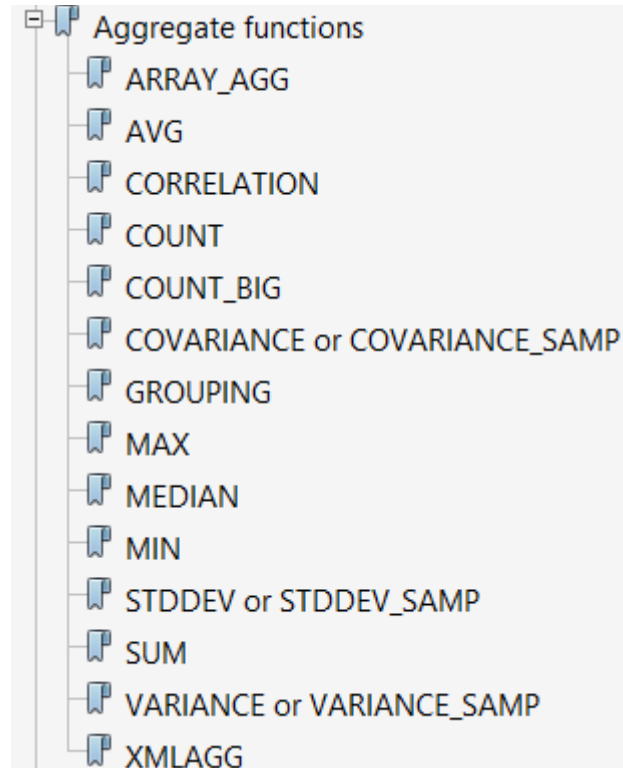 Aggregate functions
ARRAY_AGG
AVG
CORRELATION
COUNT
COUNT_BIG
COVARIANCE or COVARIANCE_SAMP
GROUPING
MAX
MEDIAN
MIN
STDDEV or STDDEV_SAMP
SUM
VARIANCE or VARIANCE_SAMP
XMLAGG